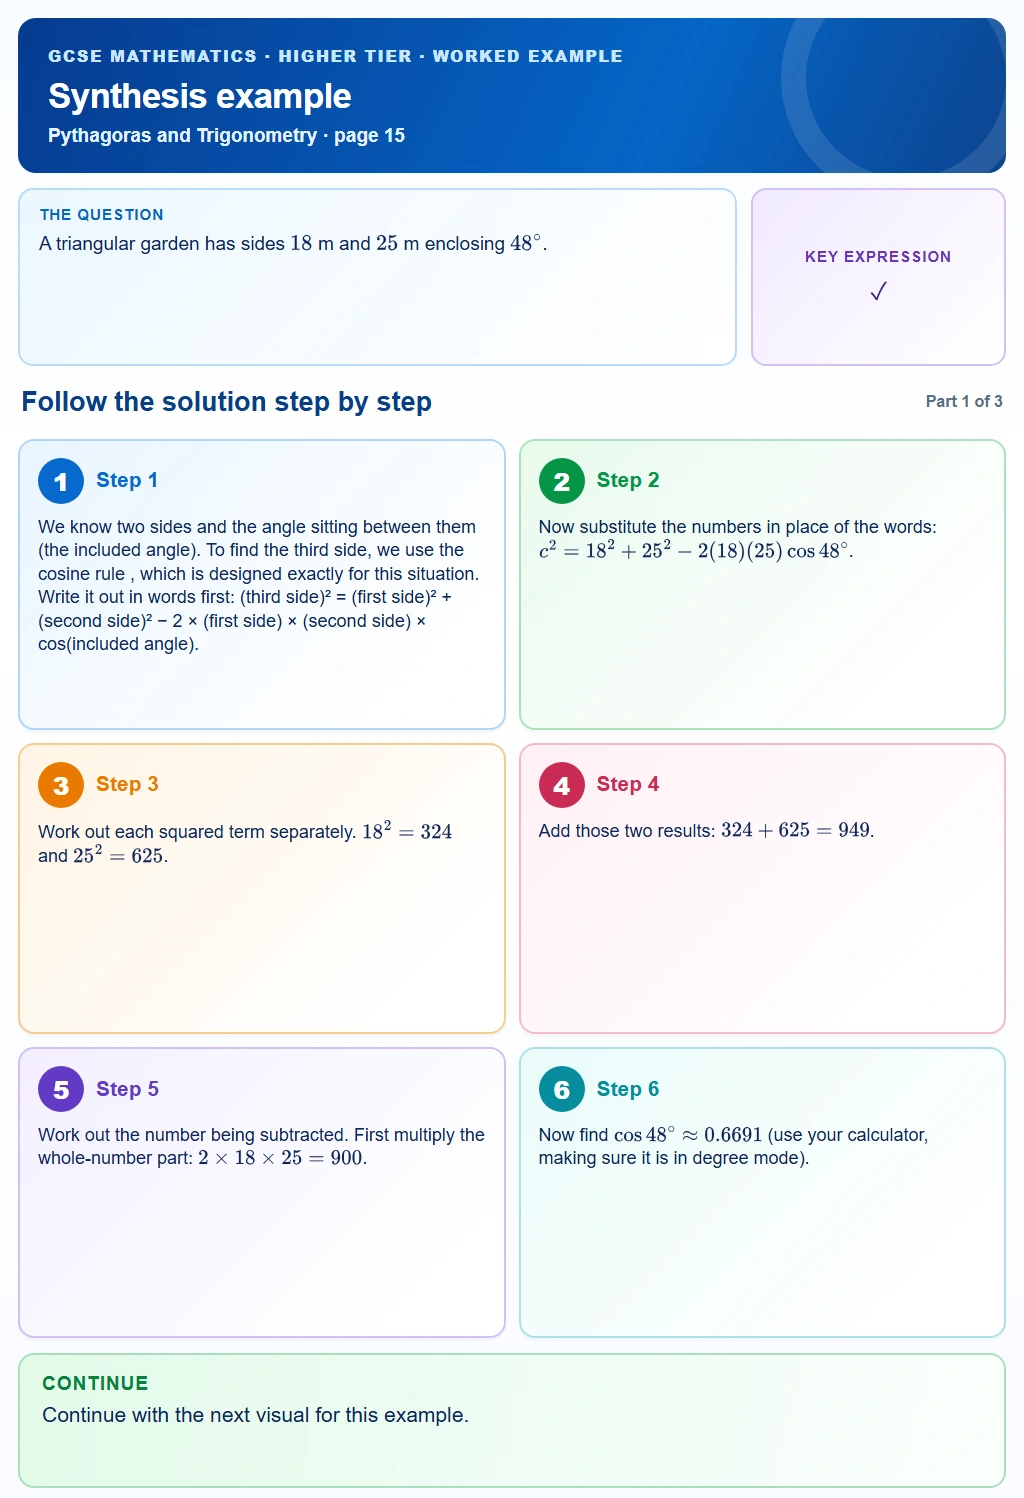 GCSE MATHEMATICS · HIGHER TIER · WORKED EXAMPLE
Synthesis example
Pythagoras and Trigonometry · page 15
THE QUESTION
A triangular garden has sides 18 m and 25 m enclosing 48°.
KEY EXPRESSION
✓
Follow the solution step by step
Part 1 of 3
1 Step 1
We know two sides and the angle sitting between them
(the included angle). To find the third side, we use the
cosine rule , which is designed exactly for this situation.
Write it out in words first: (third side)² = (first side)² +
(second side)² − 2 × (first side) × (second side) ×
cos(included angle).
2 Step 2
Now substitute the numbers in place of the words:
c² = 18² + 25² − 2(18)(25) cos 48°.
3 Step 3
Work out each squared term separately. 18² = 324
and 25² = 625.
4 Step 4
Add those two results: 324 + 625 = 949.
5 Step 5
Work out the number being subtracted. First multiply the
whole-number part: 2 × 18 × 25 = 900.
6 Step 6
Now find cos 48° ≈ 0.6691 (use your calculator,
making sure it is in degree mode).
CONTINUE
Continue with the next visual for this example.